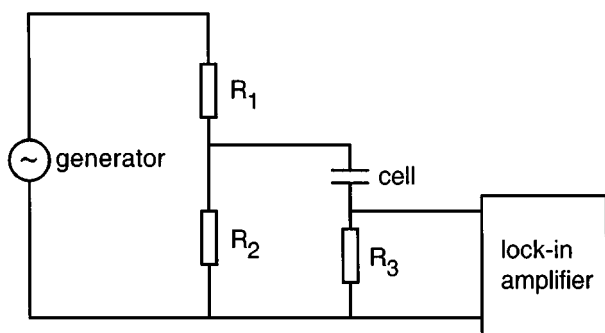 R1
~ generator
cell
R2
R3
lock-in
amplifier